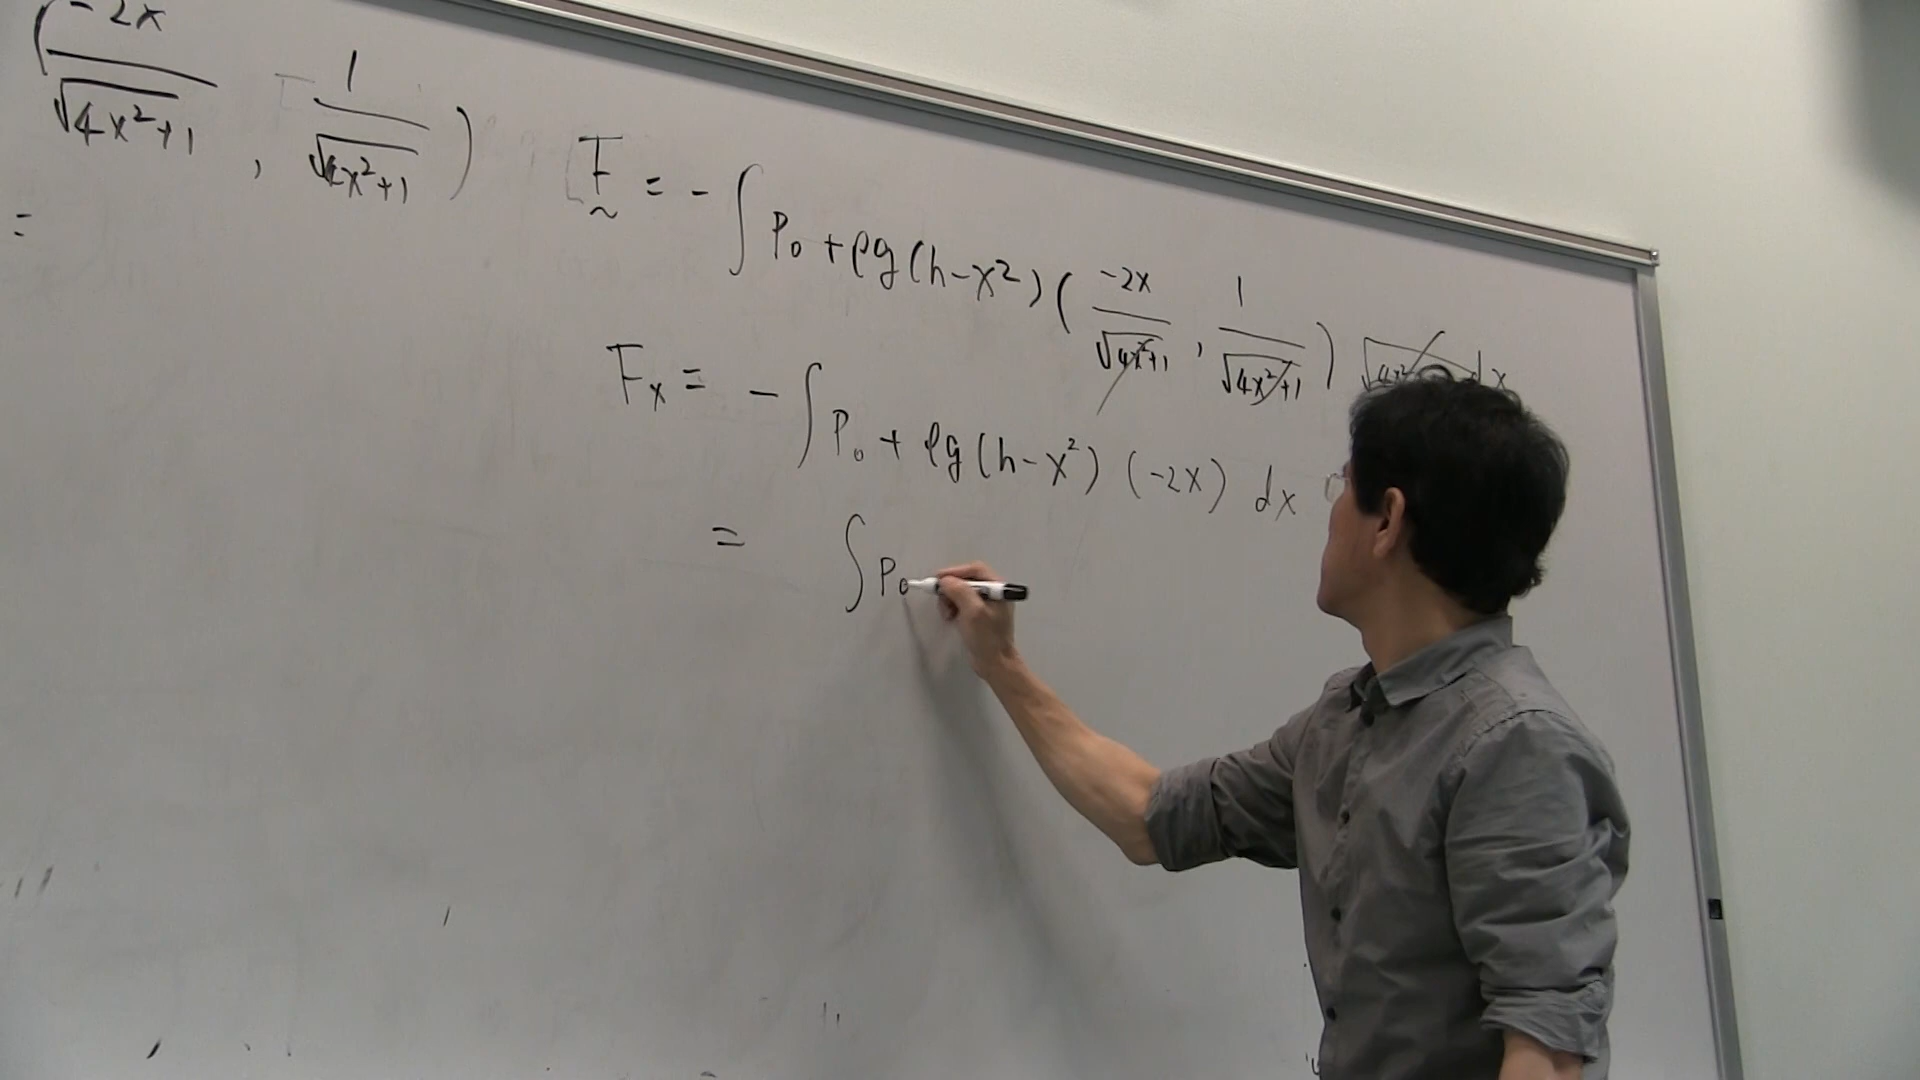 ( -2x / √(4x²+1) , 1 / √(4x²+1) )
=
F = - ∫ P₀ + ρg (h - x²) ( -2x / √(4x²+1) , 1 / √(4x²+1) ) √4x² dx
Fₓ = - ∫ P₀ + ρg (h - x²) (-2x) dx
= ∫ P₀